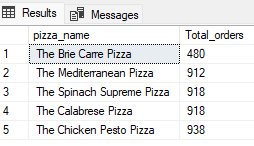 Results Messages
pizza_name Total_orders
1 The Brie Carre Pizza 480
2 The Mediterranean Pizza 912
3 The Spinach Supreme Pizza 918
4 The Calabrese Pizza 918
5 The Chicken Pesto Pizza 938